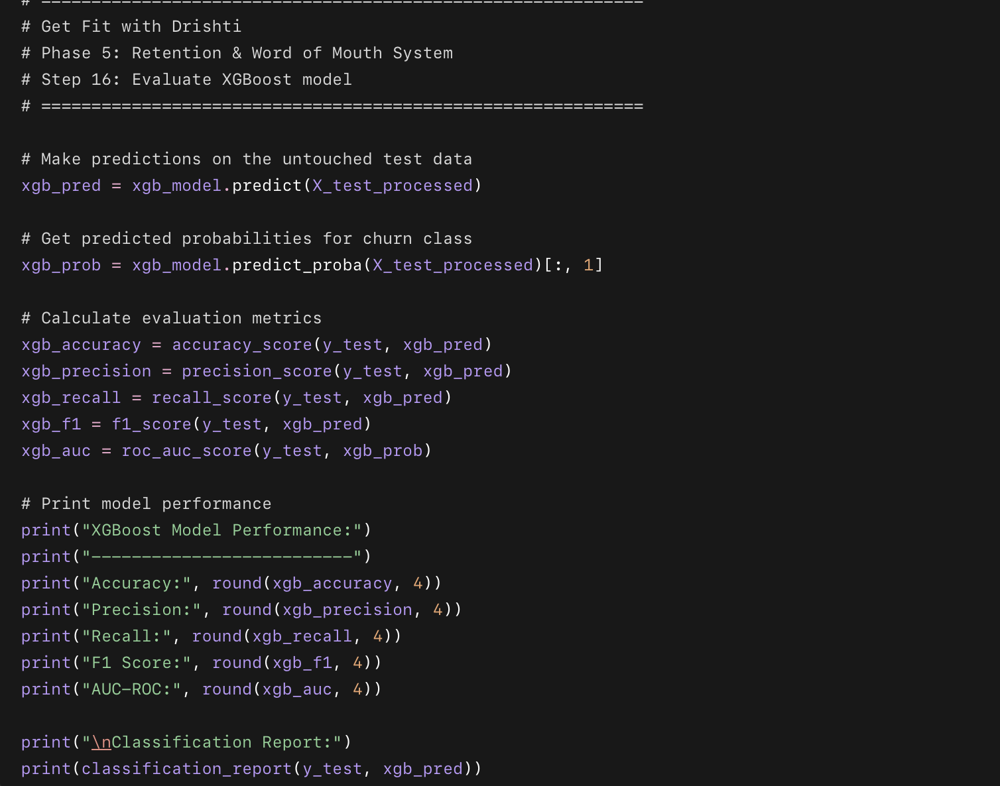 # ============================================================
# Get Fit with Drishti
# Phase 5: Retention & Word of Mouth System
# Step 16: Evaluate XGBoost model
# ============================================================
# Make predictions on the untouched test data
xgb_pred = xgb_model.predict(X_test_processed)
# Get predicted probabilities for churn class
xgb_prob = xgb_model.predict_proba(X_test_processed)[:, 1]
# Calculate evaluation metrics
xgb_accuracy = accuracy_score(y_test, xgb_pred)
xgb_precision = precision_score(y_test, xgb_pred)
xgb_recall = recall_score(y_test, xgb_pred)
xgb_f1 = f1_score(y_test, xgb_pred)
xgb_auc = roc_auc_score(y_test, xgb_prob)
# Print model performance
print("XGBoost Model Performance:")
print("--------------------------")
print("Accuracy:", round(xgb_accuracy, 4))
print("Precision:", round(xgb_precision, 4))
print("Recall:", round(xgb_recall, 4))
print("F1 Score:", round(xgb_f1, 4))
print("AUC-ROC:", round(xgb_auc, 4))
print("\nClassification Report:")
print(classification_report(y_test, xgb_pred))